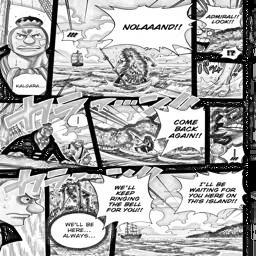 ADMIRAL!!
LOOK!!
!?
NOLAAAND!!
!!!
KALGARA...
COME
BACK
AGAIN!!
!
I'LL BE
WAITING FOR
YOU HERE
ON THIS
ISLAND!!
WE'LL
KEEP
RINGING
THE BELL
FOR YOU!!
WE'LL BE
HERE...
ALWAYS...